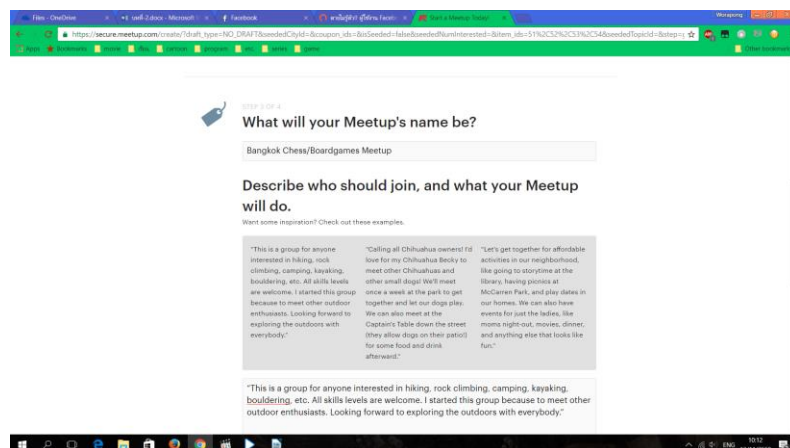 Files - OneDrive
บทที่-2.docx - Microsoft
Facebook
Start a Meetup Today!
Worapong
https://secure.meetup.com/create/?draft_type=NO_DRAFT&seededCityId=&coupon_ids=&isSeeded=false&seededNumInterested=&item_ids=51%2C52%2C53%2C54&seededTopicId=&step=
Apps
Bookmarks
movie
cartoon
program
series
game
Other bookmarks
STEP 3 OF 4
What will your Meetup's name be?
Bangkok Chess/Boardgames Meetup
Describe who should join, and what your Meetup
will do.
Want some inspiration? Check out these examples.
"This is a group for anyone
interested in hiking, rock
climbing, camping, kayaking,
bouldering, etc. All skills levels
are welcome. I started this group
because to meet other outdoor
enthusiasts. Looking forward to
exploring the outdoors with
everybody."
"Calling all Chihuahua owners! I'd
love for my Chihuahua Becky to
meet other Chihuahuas and
other small dogs! We'll meet
once a week at the park to get
together and let our dogs play.
We can also meet at the
Captain's Table down the street
(they allow dogs on their patio!)
for some food and drink
afterward."
"Let's get together for affordable
activities in our neighborhood,
like going to storytime at the
library, having picnics at
McCarren Park, and play dates in
our homes. We can also have
events for just the ladies, like
moms night-out, movies, dinner,
and anything else that looks like
fun."
"This is a group for anyone interested in hiking, rock climbing, camping, kayaking,
bouldering, etc. All skills levels are welcome. I started this group because to meet other
outdoor enthusiasts. Looking forward to exploring the outdoors with everybody."
ENG
10:12